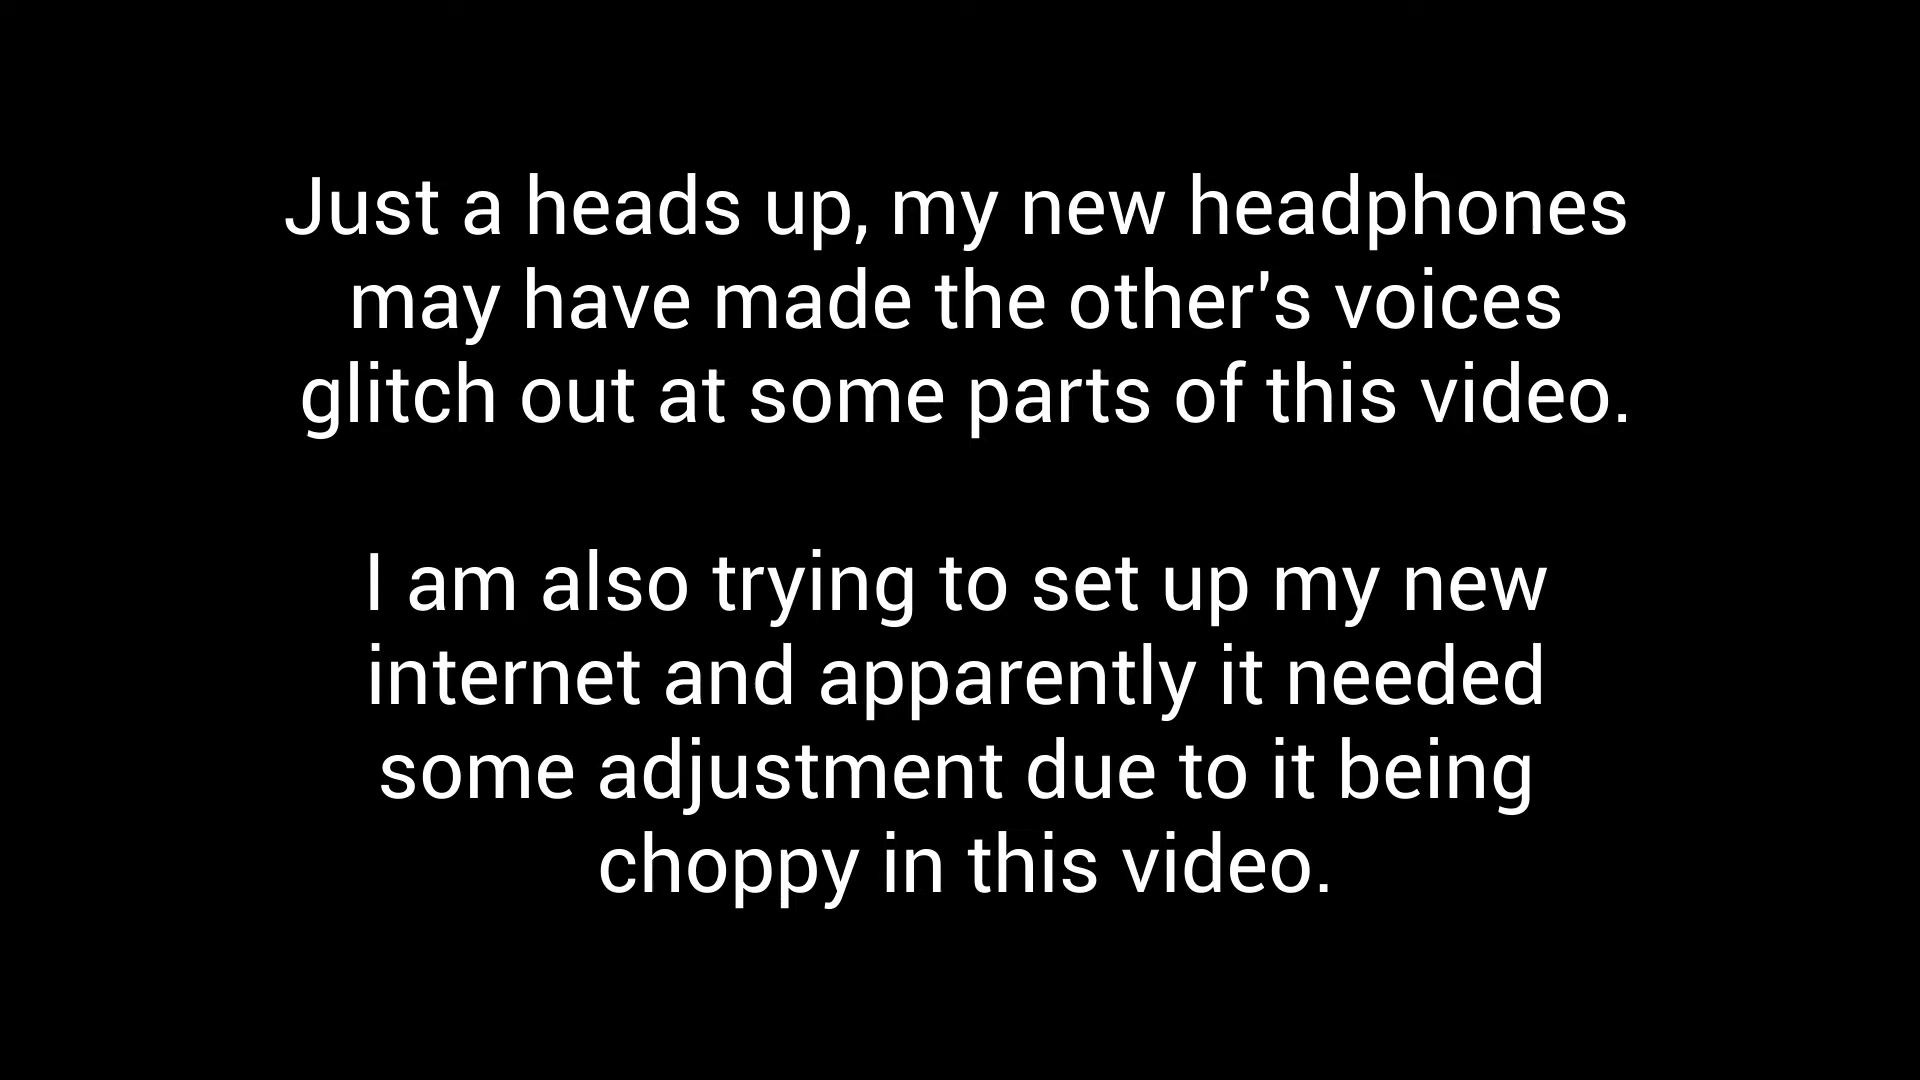 Just a heads up, my new headphones
may have made the other's voices
glitch out at some parts of this video.
I am also trying to set up my new
internet and apparently it needed
some adjustment due to it being
choppy in this video.